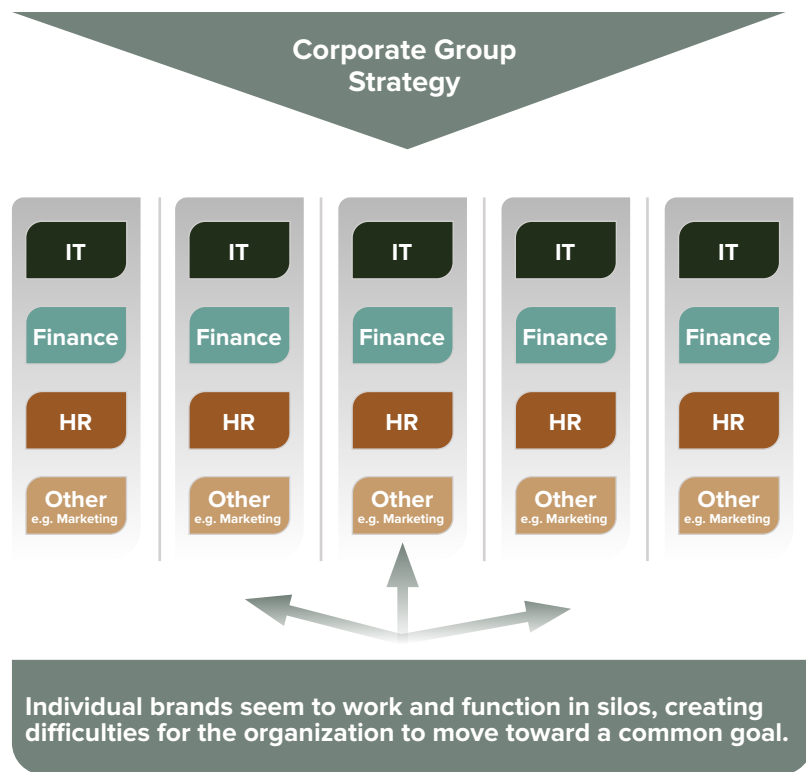 Corporate Group
Strategy
IT
IT
IT
IT
IT
Finance
Finance
Finance
Finance
Finance
HR
HR
HR
HR
HR
Other
e.g. Marketing
Other
e.g. Marketing
Other
e.g. Marketing
Other
e.g. Marketing
Other
e.g. Marketing
Individual brands seem to work and function in silos, creating
difficulties for the organization to move toward a common goal.